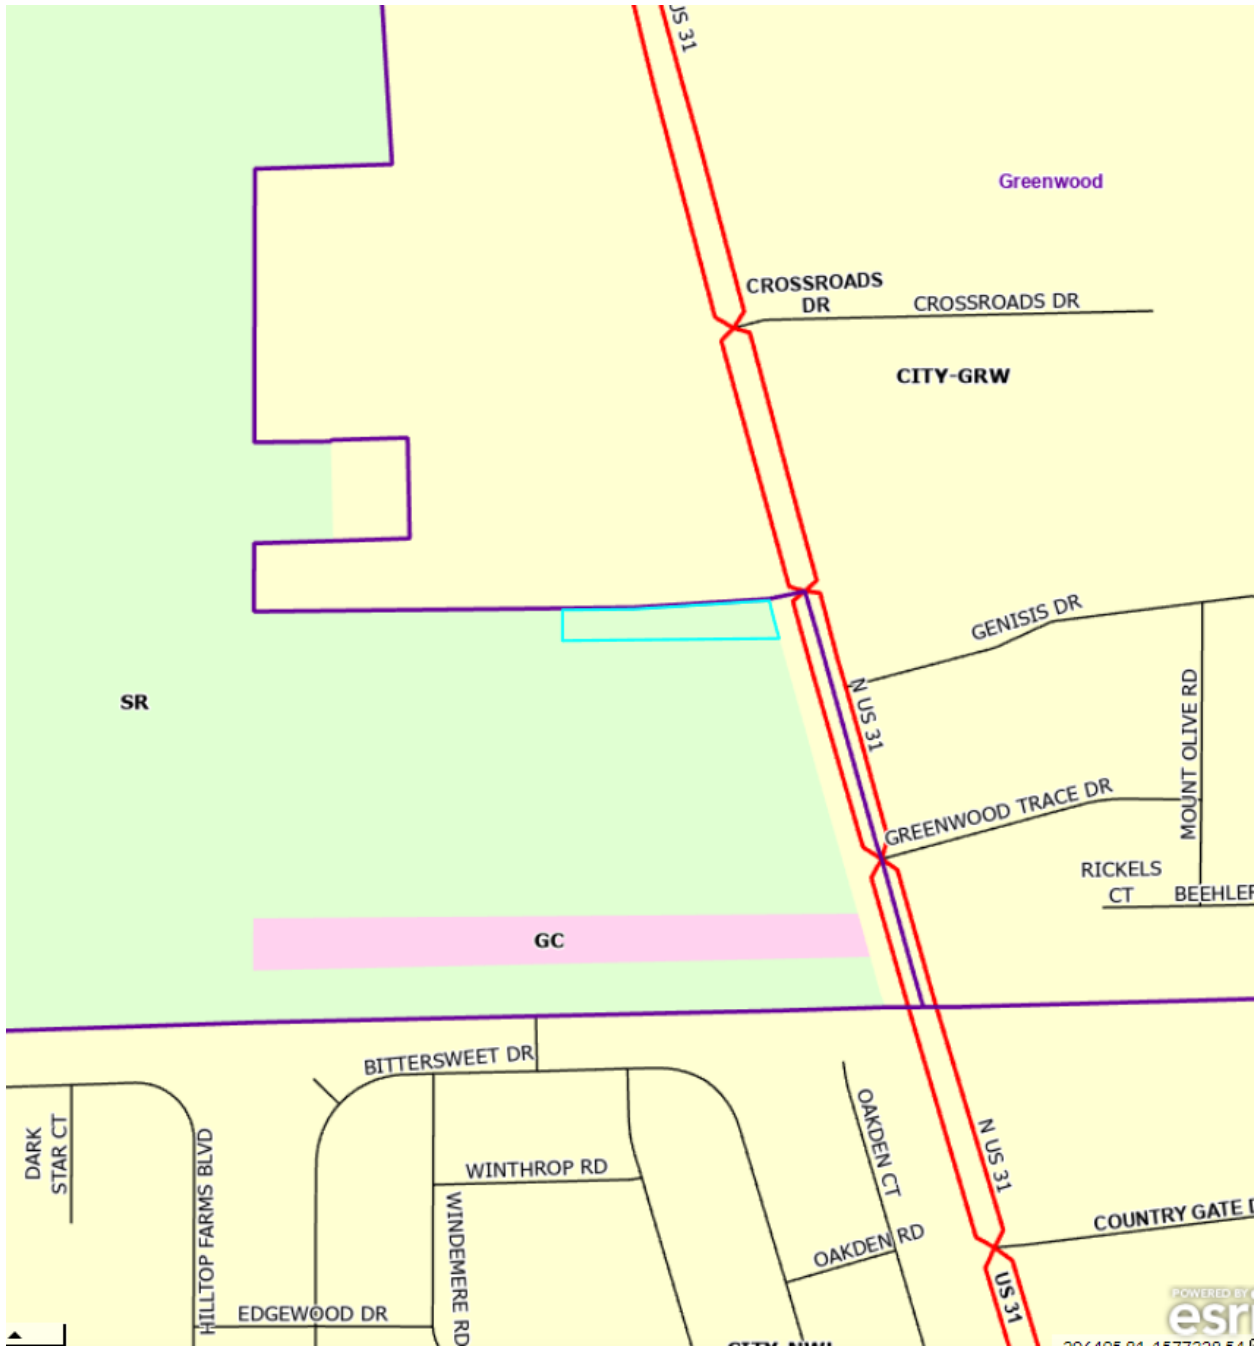 US 31
Greenwood
CROSSROADS
DR
CROSSROADS DR
CITY-GRW
GENISIS DR
SR
N US 31
MOUNT OLIVE RD
GREENWOOD TRACE DR
RICKELS
CT
BEEHLER
GC
BITTERSWEET DR
DARK
STAR CT
HILLTOP FARMS BLVD
OAKDEN CT
N US 31
WINTHROP RD
WINDEMERE RD
OAKDEN RD
COUNTRY GATE D
US 31
EDGEWOOD DR
POWERED BY
esri